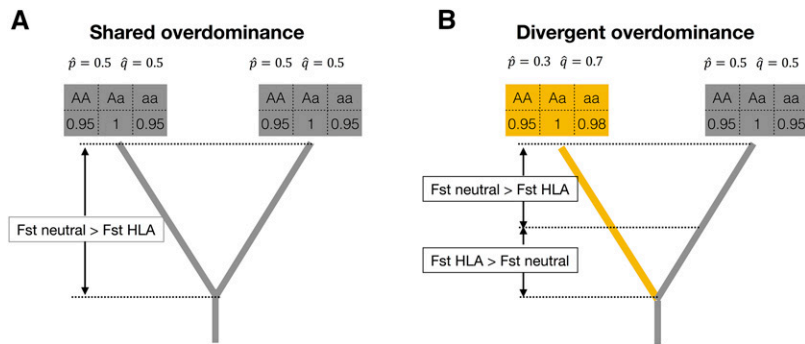 A
Shared overdominance
p̂ = 0.5 q̂ = 0.5
p̂ = 0.5 q̂ = 0.5
AA Aa aa
0.95 1 0.95
AA Aa aa
0.95 1 0.95
Fst neutral > Fst HLA
B
Divergent overdominance
p̂ = 0.3 q̂ = 0.7
p̂ = 0.5 q̂ = 0.5
AA Aa aa
0.95 1 0.98
AA Aa aa
0.95 1 0.95
Fst neutral > Fst HLA
Fst HLA > Fst neutral